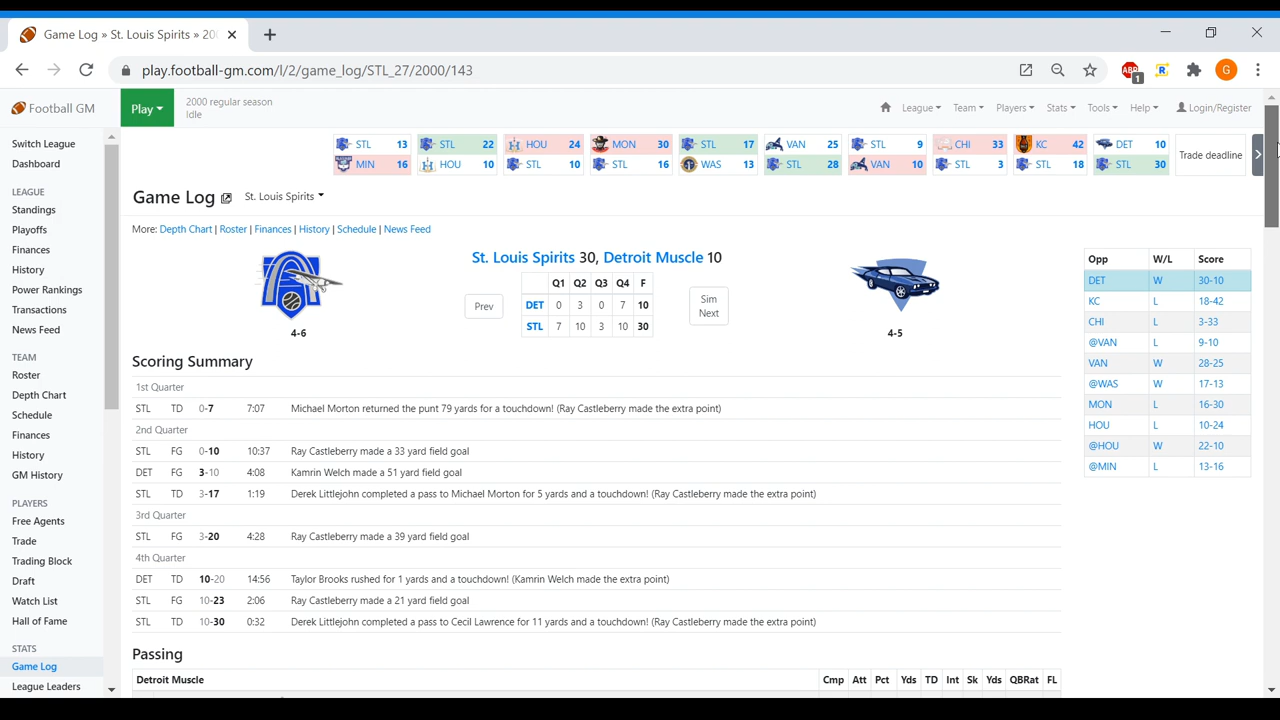 Game Log » St. Louis Spirits » 20
play.football-gm.com/l/2/game_log/STL_27/2000/143
ABP
1
R
G
Football GM
Play
2000 regular season
Idle
League Team Players Stats Tools Help Login/Register
STL 13
MIN 16
STL 22
HOU 10
HOU 24
STL 10
MON 30
STL 16
STL 17
WAS 13
VAN 25
STL 28
STL 9
VAN 10
CHI 33
STL 3
KC 42
STL 18
DET 10
STL 30
Trade deadline
Switch League
Dashboard
LEAGUE
Standings
Playoffs
Finances
History
Power Rankings
Transactions
News Feed
TEAM
Roster
Depth Chart
Schedule
Finances
History
GM History
PLAYERS
Free Agents
Trade
Trading Block
Draft
Watch List
Hall of Fame
STATS
Game Log
League Leaders
Game Log St. Louis Spirits
More: Depth Chart | Roster | Finances | History | Schedule | News Feed
St. Louis Spirits 30, Detroit Muscle 10
Q1 Q2 Q3 Q4 F
DET 0 3 0 7 10
STL 7 10 3 10 30
Prev
Sim
Next
4-6
4-5
Scoring Summary
1st Quarter
STL TD 0-7 7:07 Michael Morton returned the punt 79 yards for a touchdown! (Ray Castleberry made the extra point)
2nd Quarter
STL FG 0-10 10:37 Ray Castleberry made a 33 yard field goal
DET FG 3-10 4:08 Kamrin Welch made a 51 yard field goal
STL TD 3-17 1:19 Derek Littlejohn completed a pass to Michael Morton for 5 yards and a touchdown! (Ray Castleberry made the extra point)
3rd Quarter
STL FG 3-20 4:28 Ray Castleberry made a 39 yard field goal
4th Quarter
DET TD 10-20 14:56 Taylor Brooks rushed for 1 yards and a touchdown! (Kamrin Welch made the extra point)
STL FG 10-23 2:06 Ray Castleberry made a 21 yard field goal
STL TD 10-30 0:32 Derek Littlejohn completed a pass to Cecil Lawrence for 11 yards and a touchdown! (Ray Castleberry made the extra point)
Passing
Detroit Muscle Cmp Att Pct Yds TD Int Sk Yds QBRat FL
Opp W/L Score
DET W 30-10
KC L 18-42
CHI L 3-33
@VAN L 9-10
VAN W 28-25
@WAS W 17-13
MON L 16-30
HOU L 10-24
@HOU W 22-10
@MIN L 13-16